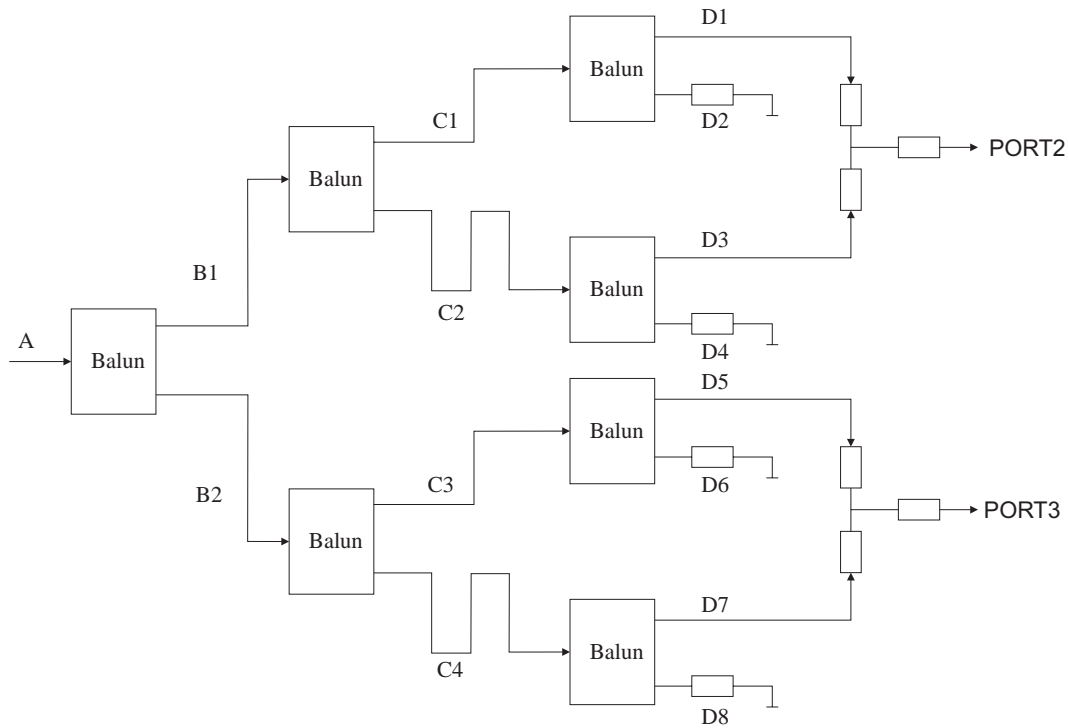 D1
Balun
C1
D2
PORT2
Balun
D3
B1
Balun
C2
A
D4
Balun
D5
Balun
C3
PORT3
B2
D6
Balun
D7
Balun
C4
D8